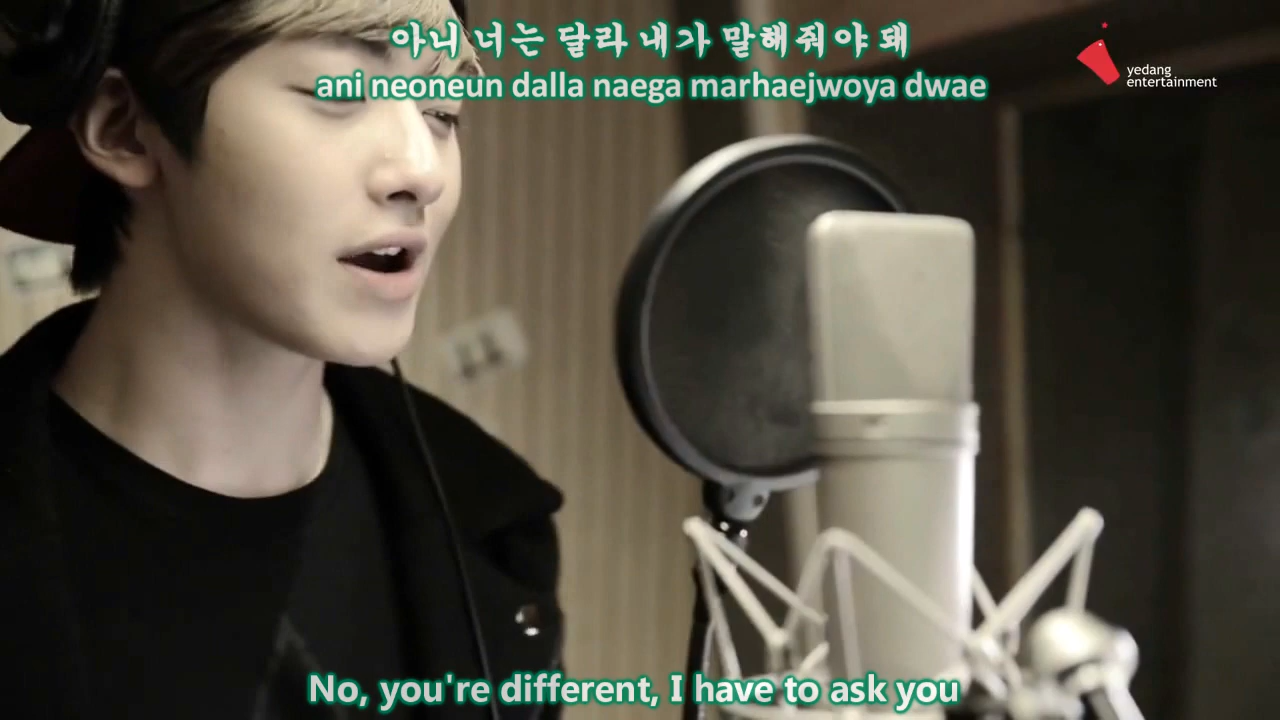 아니 너는 달라 내가 말해줘야 돼
ani neoneun dalla naega marhaejwoya dwae
yedang
entertainment
No, you're different, I have to ask you